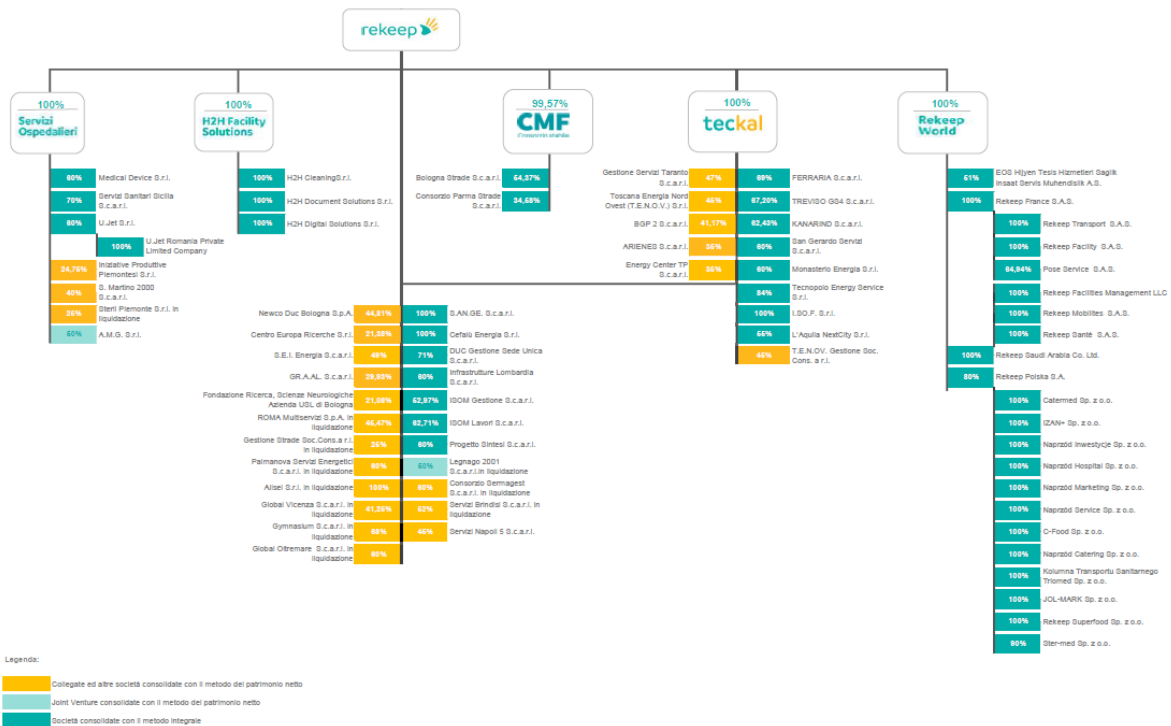 rekeep
100%
Servizi
Ospedalieri
100%
H2H Facility
Solutions
99,57%
CMF
100%
teckal
100%
Rekeep
World
60%
Medical Device S.r.l.
70%
Servizi Sanitari Sicilia
S.c.a.r.l.
60%
U.Jet S.r.l.
100%
U.Jet Romania Private
Limited Company
24,75%
Iniziative Produttive
Piemontesi S.r.l.
40%
S. Martino 2000
S.c.a.r.l.
25%
Steril Piemonte S.r.l. in
liquidazione
50%
A.M.G. S.r.l.
100%
H2H CleaningS.r.l.
100%
H2H Document Solutions S.r.l.
100%
H2H Digital Solutions S.r.l.
Bologna Strade S.c.a.r.l.
64,37%
Consorzio Parma Strade
S.c.a.r.l.
34,58%
Gestione Servizi Taranto
S.c.a.r.l.
47%
Toscana Energia Nord
Ovest (T.E.N.O.V.) S.r.l.
45%
BGP 2 S.c.a.r.l.
41,17%
ARIENES S.c.a.r.l.
35%
Energy Center TP
S.c.a.r.l.
FERRARIA S.c.a.r.l.
67,20%
TREVISO GS4 S.c.a.r.l.
62,43%
KANARIND S.c.a.r.l.
60%
San Gerardo Servizi
S.c.a.r.l.
60%
Monasterio Energia S.r.l.
84%
Tecnopolo Energy Service
S.r.l.
100%
I.SO.F. S.r.l.
55%
L'Aquila NextCity S.r.l.
45%
T.E.N.OV. Gestione Soc.
Cons. a r.l.
Newco Duc Bologna S.p.A.
44,81%
Centro Europa Ricerche S.r.l.
S.E.I. Energia S.c.a.r.l.
49%
GR.A.AL. S.c.a.r.l.
29,93%
Fondazione Ricerca, Scienze Neurologiche
Azienda USL di Bologna
ROMA Multiservizi S.p.A. in
liquidazione
45,47%
Gestione Strade Soc.Cons.a r.l.
in liquidazione
25%
Palmanova Servizi Energetici
S.c.a.r.l. in liquidazione
60%
Alisei S.r.l. in liquidazione
100%
Global Vicenza S.c.a.r.l. in
liquidazione
41,25%
Gymnasium S.c.a.r.l. in
liquidazione
68%
Global Oltremare S.c.a.r.l. in
liquidazione
60%
100%
S.AN.GE. S.c.a.r.l.
100%
Cefalù Energia S.r.l.
71%
DUC Gestione Sede Unica
S.c.a.r.l.
60%
Infrastrutture Lombardia
S.c.a.r.l.
52,97%
ISOM Gestione S.c.a.r.l.
62,71%
ISOM Lavori S.c.a.r.l.
60%
Progetto Sintesi S.c.a.r.l.
50%
Legnago 2001
S.c.a.r.l.in liquidazione
60%
Consorzio Sermagest
S.c.a.r.l. in liquidazione
52%
Servizi Brindisi S.c.a.r.l. in
liquidazione
45%
Servizi Napoli 5 S.c.a.r.l.
51%
EOS Hijyen Tesis Hizmetleri Saglik
Insaat Servis Muhendislik A.S.
100%
Rekeep France S.A.S.
100%
Rekeep Transport S.A.S.
100%
Rekeep Facility S.A.S.
64,94%
Pose Service S.A.S.
100%
Rekeep Facilities Management LLC
100%
Rekeep Mobilites S.A.S.
100%
Rekeep Santè S.A.S.
100%
Rekeep Saudi Arabia Co. Ltd.
80%
Rekeep Polska S.A.
100%
Catermed Sp. z o.o.
100%
IZAN+ Sp. z o.o.
100%
Naprzód Inwestycje Sp. z o.o.
100%
Naprzód Hospital Sp. z o.o.
100%
Naprzód Marketing Sp. z o.o.
100%
Naprzód Service Sp. z o.o.
100%
C-Food Sp. z o.o.
100%
Naprzód Catering Sp. z o.o.
100%
Kolumna Transportu Sanitarnego
Triomed Sp. z o.o.
100%
JOL-MARK Sp. z o.o.
100%
Rekeep Superfood Sp. z o.o.
90%
Ster-med Sp. z o.o.
Legenda:
Collegate ed altre società consolidate con il metodo del patrimonio netto
Joint Venture consolidate con il metodo del patrimonio netto
Società consolidate con il metodo integrale